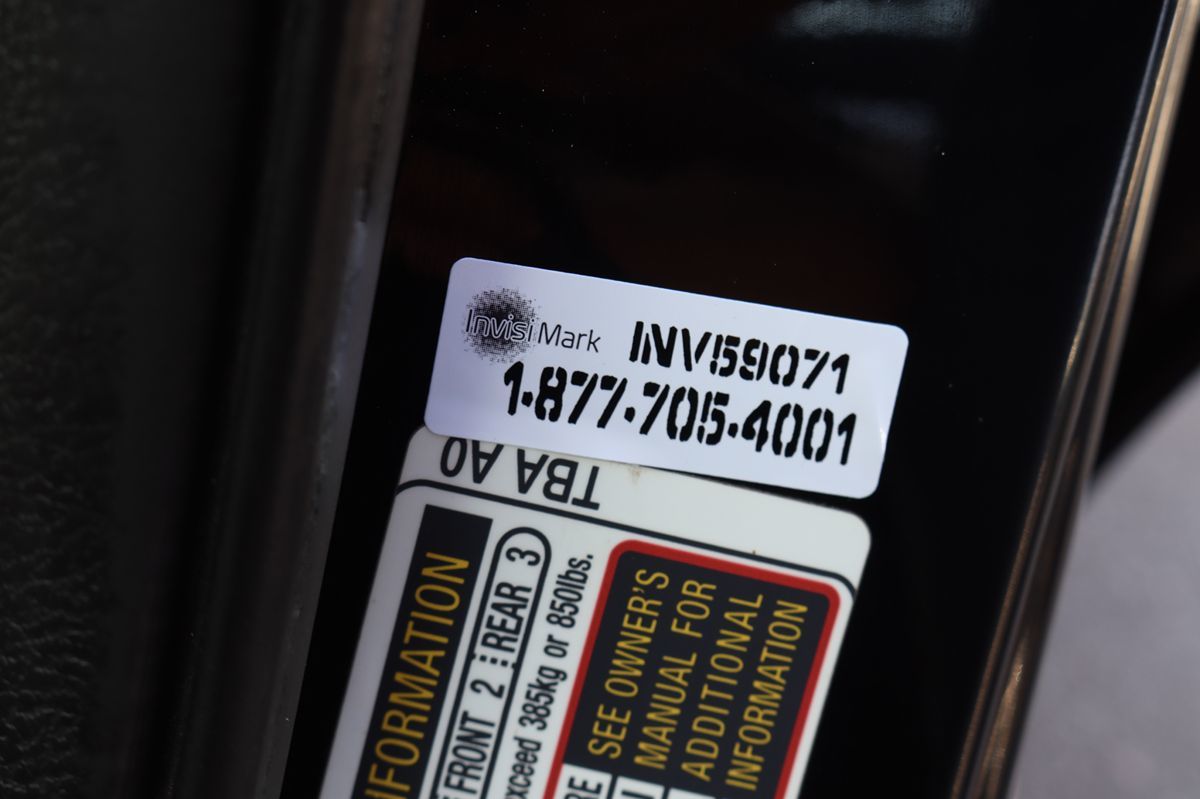 InvisiMark INV59071
1-877-705-4001
TBA A0
INFORMATION
FRONT 2 REAR 3
exceed 385kg or 850lbs.
SEE OWNER'S
MANUAL FOR
ADDITIONAL
INFORMATION